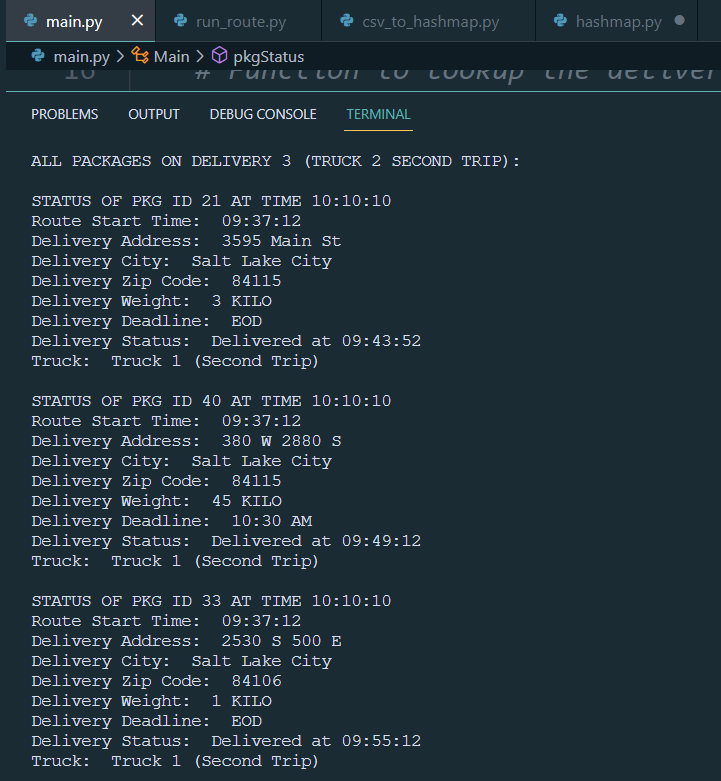 main.py
run_route.py
csv_to_hashmap.py
hashmap.py
main.py > Main > pkgStatus
16 # Function to lookup the deliver
PROBLEMS OUTPUT DEBUG CONSOLE TERMINAL
ALL PACKAGES ON DELIVERY 3 (TRUCK 2 SECOND TRIP):
STATUS OF PKG ID 21 AT TIME 10:10:10
Route Start Time:  09:37:12
Delivery Address:  3595 Main St
Delivery City:  Salt Lake City
Delivery Zip Code:  84115
Delivery Weight:  3 KILO
Delivery Deadline:  EOD
Delivery Status:  Delivered at 09:43:52
Truck:  Truck 1 (Second Trip)
STATUS OF PKG ID 40 AT TIME 10:10:10
Route Start Time:  09:37:12
Delivery Address:  380 W 2880 S
Delivery City:  Salt Lake City
Delivery Zip Code:  84115
Delivery Weight:  45 KILO
Delivery Deadline:  10:30 AM
Delivery Status:  Delivered at 09:49:12
Truck:  Truck 1 (Second Trip)
STATUS OF PKG ID 33 AT TIME 10:10:10
Route Start Time:  09:37:12
Delivery Address:  2530 S 500 E
Delivery City:  Salt Lake City
Delivery Zip Code:  84106
Delivery Weight:  1 KILO
Delivery Deadline:  EOD
Delivery Status:  Delivered at 09:55:12
Truck:  Truck 1 (Second Trip)